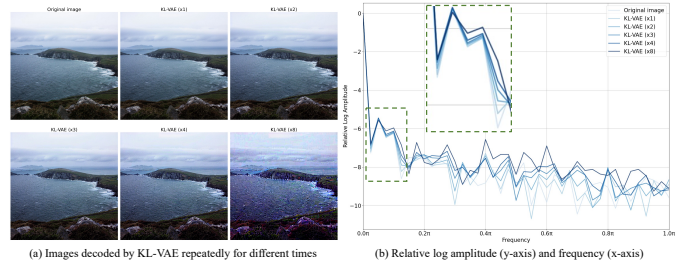 Original image
KL-VAE (x1)
KL-VAE (x2)
KL-VAE (x3)
KL-VAE (x4)
KL-VAE (x8)
(a) Images decoded by KL-VAE repeatedly for different times
Relative Log Amplitude
0
−2
−4
−6
−8
−10
Original image
KL-VAE (x1)
KL-VAE (x2)
KL-VAE (x3)
KL-VAE (x4)
KL-VAE (x8)
0.0π
0.2π
0.4π
0.6π
0.8π
1.0π
Frequency
(b) Relative log amplitude (y-axis) and frequency (x-axis)